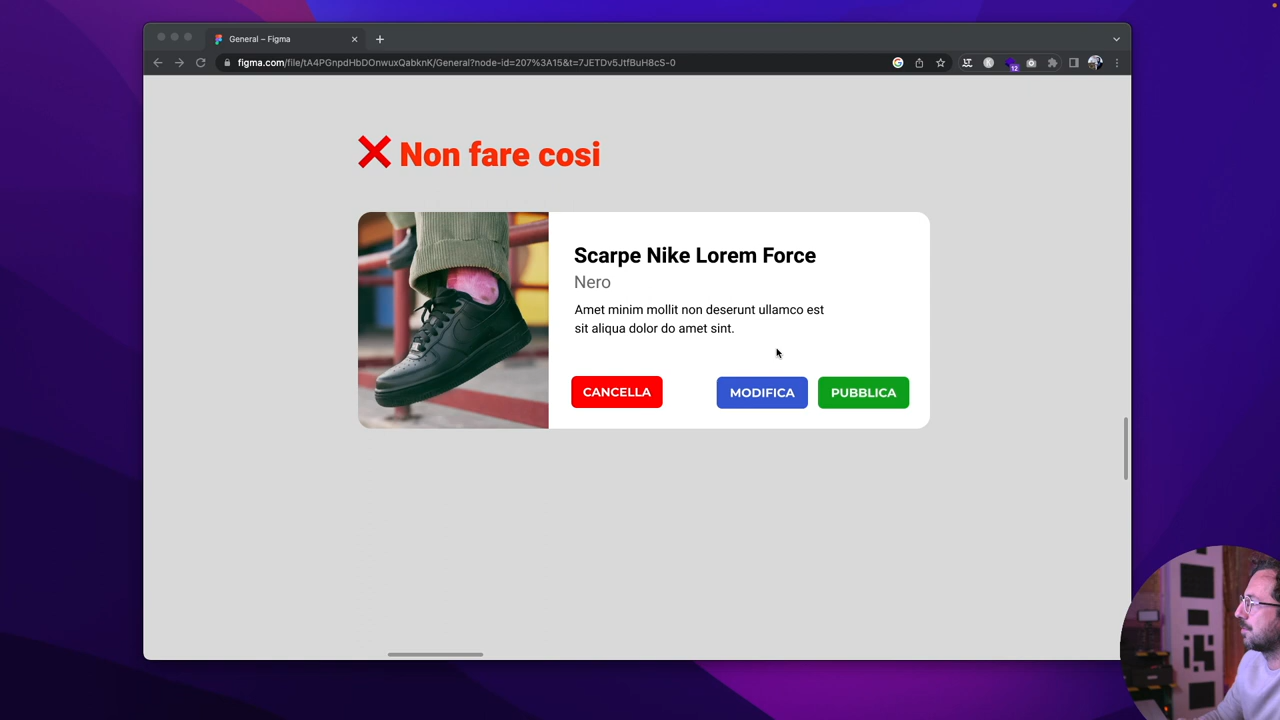 General – Figma
figma.com/file/tA4PGnpdHbDOnwuxQabknK/General?node-id=207%3A15&t=7JETDv5JtfBuH8cS-0
12
Non fare cosi
Scarpe Nike Lorem Force
Nero
Amet minim mollit non deserunt ullamco est
sit aliqua dolor do amet sint.
CANCELLA
MODIFICA
PUBBLICA